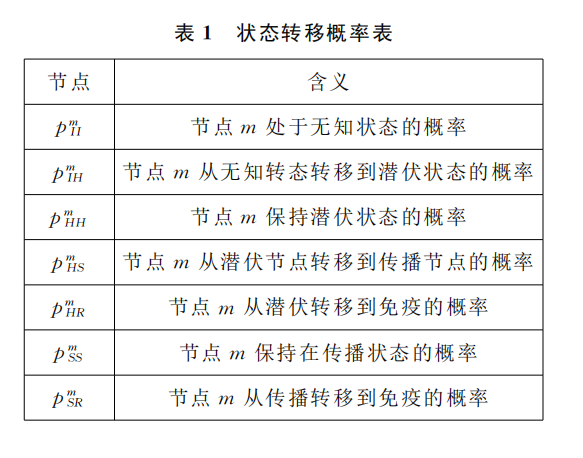 表 1 状态转移概率表
节点 含义
p_{II}^{m} 节点 m 处于无知状态的概率
p_{IH}^{m} 节点 m 从无知转态转移到潜伏状态的概率
p_{HH}^{m} 节点 m 保持潜伏状态的概率
p_{HS}^{m} 节点 m 从潜伏节点转移到传播节点的概率
p_{HR}^{m} 节点 m 从潜伏转移到免疫的概率
p_{SS}^{m} 节点 m 保持在传播状态的概率
p_{SR}^{m} 节点 m 从传播转移到免疫的概率